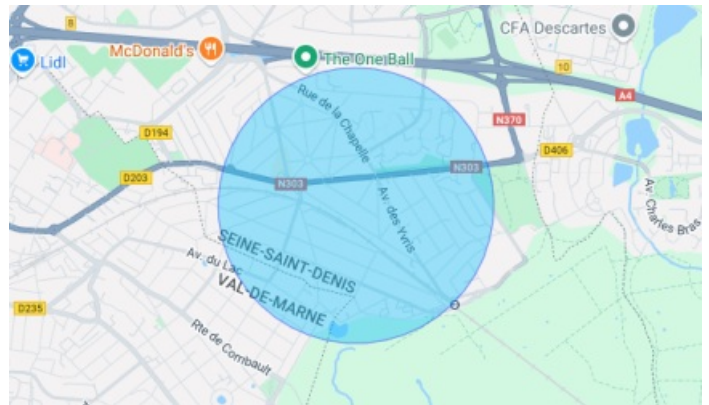 8
McDonald's
CFA Descartes
Lidl
The One Ball
10
A4
Rue de la Chapelle
N370
D194
D406
N303
D203
N303
Av. des Yvris
Av. Charles Bras
SEINE-SAINT-DENIS
Av. du Lac
VAL-DE-MARNE
D235
Rte de Combault